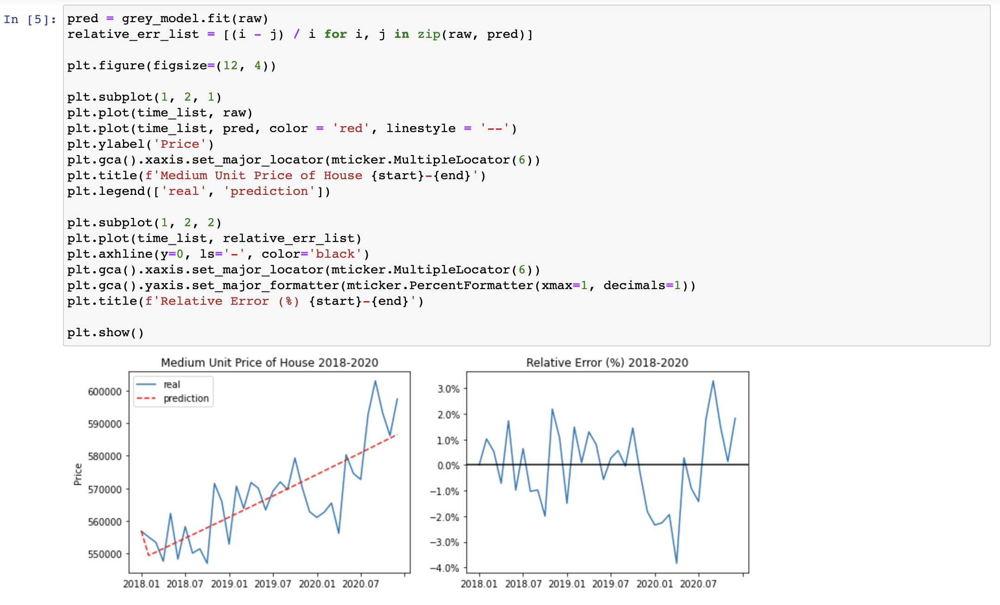 In [5]:
pred = grey_model.fit(raw)
relative_err_list = [(i - j) / i for i, j in zip(raw, pred)]
plt.figure(figsize=(12, 4))
plt.subplot(1, 2, 1)
plt.plot(time_list, raw)
plt.plot(time_list, pred, color = 'red', linestyle = '--')
plt.ylabel('Price')
plt.gca().xaxis.set_major_locator(mticker.MultipleLocator(6))
plt.title(f'Medium Unit Price of House {start}-{end}')
plt.legend(['real', 'prediction'])
plt.subplot(1, 2, 2)
plt.plot(time_list, relative_err_list)
plt.axhline(y=0, ls='-', color='black')
plt.gca().xaxis.set_major_locator(mticker.MultipleLocator(6))
plt.gca().yaxis.set_major_formatter(mticker.PercentFormatter(xmax=1, decimals=1))
plt.title(f'Relative Error (%) {start}-{end}')
plt.show()
Medium Unit Price of House 2018-2020
real
prediction
600000
590000
580000
570000
560000
550000
Price
2018.01 2018.07 2019.01 2019.07 2020.01 2020.07
Relative Error (%) 2018-2020
3.0%
2.0%
1.0%
0.0%
−1.0%
−2.0%
−3.0%
−4.0%
2018.01 2018.07 2019.01 2019.07 2020.01 2020.07